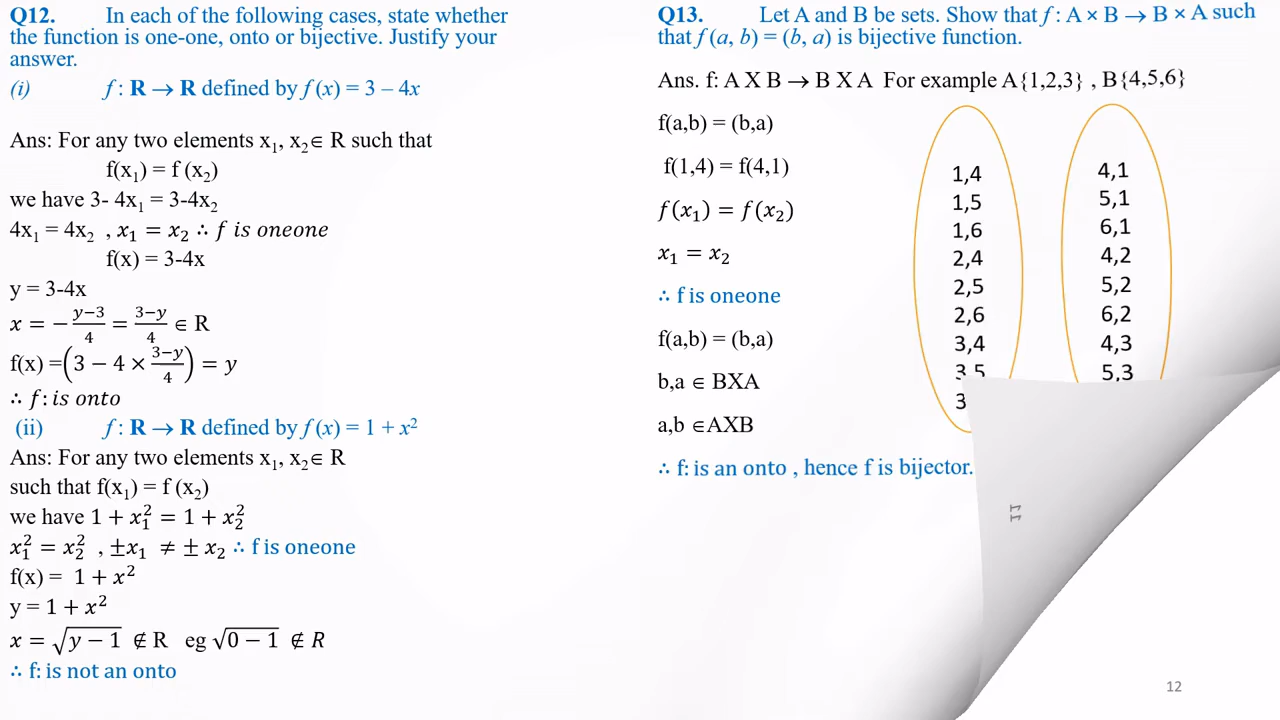 Q12. In each of the following cases, state whether
the function is one-one, onto or bijective. Justify your
answer.
(i) f : R → R defined by f (x) = 3 – 4x
Ans: For any two elements x₁, x₂∈ R such that
f(x₁) = f (x₂)
we have 3- 4x₁ = 3-4x₂
4x₁ = 4x₂ , x₁ = x₂ ∴ f is oneone
f(x) = 3-4x
y = 3-4x
x = − (y−3)/4 = (3−y)/4 ∈ R
f(x) =(3 − 4 × (3−y)/4) = y
∴ f: is onto
(ii) f : R → R defined by f (x) = 1 + x²
Ans: For any two elements x₁, x₂∈ R
such that f(x₁) = f (x₂)
we have 1 + x₁² = 1 + x₂²
x₁² = x₂² , ±x₁ ≠ ± x₂ ∴ f is oneone
f(x) = 1 + x²
y = 1 + x²
x = √(y − 1) ∉ R eg √(0 − 1) ∉ R
∴ f: is not an onto
Q13. Let A and B be sets. Show that f : A × B → B × A such
that f (a, b) = (b, a) is bijective function.
Ans. f: A X B → B X A For example A{1,2,3} , B{4,5,6}
f(a,b) = (b,a)
f(1,4) = f(4,1)
f(x₁) = f(x₂)
x₁ = x₂
∴ f is oneone
f(a,b) = (b,a)
b,a ∈ BXA
a,b ∈AXB
∴ f: is an onto , hence f is bijector.
1,4
1,5
1,6
2,4
2,5
2,6
3,4
3,5
3
4,1
5,1
6,1
4,2
5,2
6,2
4,3
5,3
11
12